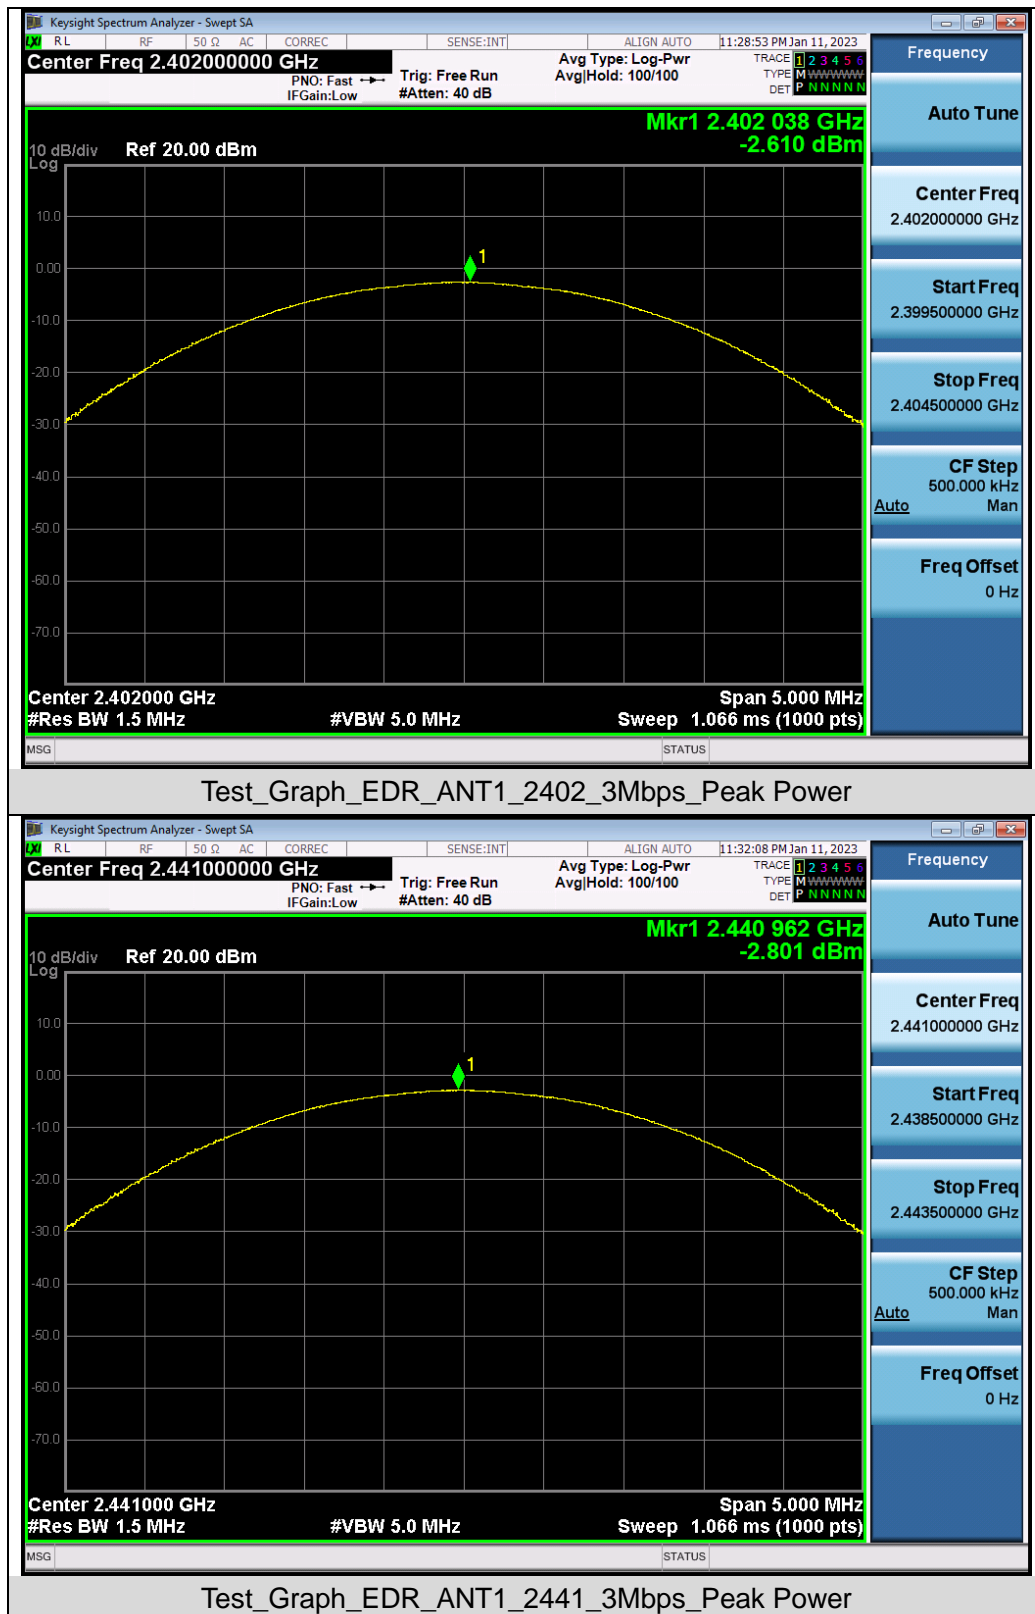 Keysight Spectrum Analyzer - Swept SA
LXI RL RF 50 Ω AC CORREC SENSE:INT ALIGN AUTO 11:28:53 PM Jan 11, 2023
Center Freq 2.402000000 GHz
PNO: Fast
IFGain:Low
Trig: Free Run
#Atten: 40 dB
Avg Type: Log-Pwr
Avg|Hold: 100/100
TRACE 1 2 3 4 5 6
TYPE M WWWWW
DET P N N N N N
Mkr1 2.402 038 GHz
-2.610 dBm
10 dB/div Ref 20.00 dBm
Log
10.0
0.00
-10.0
-20.0
-30.0
-40.0
-50.0
-60.0
-70.0
1
Center 2.402000 GHz Span 5.000 MHz
#Res BW 1.5 MHz #VBW 5.0 MHz Sweep 1.066 ms (1000 pts)
MSG STATUS
Frequency
Auto Tune
Center Freq
2.402000000 GHz
Start Freq
2.399500000 GHz
Stop Freq
2.404500000 GHz
CF Step
500.000 kHz
Auto Man
Freq Offset
0 Hz
Test_Graph_EDR_ANT1_2402_3Mbps_Peak Power
Keysight Spectrum Analyzer - Swept SA
LXI RL RF 50 Ω AC CORREC SENSE:INT ALIGN AUTO 11:32:08 PM Jan 11, 2023
Center Freq 2.441000000 GHz
PNO: Fast
IFGain:Low
Trig: Free Run
#Atten: 40 dB
Avg Type: Log-Pwr
Avg|Hold: 100/100
TRACE 1 2 3 4 5 6
TYPE M WWWWW
DET P N N N N N
Mkr1 2.440 962 GHz
-2.801 dBm
10 dB/div Ref 20.00 dBm
Log
10.0
0.00
-10.0
-20.0
-30.0
-40.0
-50.0
-60.0
-70.0
1
Center 2.441000 GHz Span 5.000 MHz
#Res BW 1.5 MHz #VBW 5.0 MHz Sweep 1.066 ms (1000 pts)
MSG STATUS
Frequency
Auto Tune
Center Freq
2.441000000 GHz
Start Freq
2.438500000 GHz
Stop Freq
2.443500000 GHz
CF Step
500.000 kHz
Auto Man
Freq Offset
0 Hz
Test_Graph_EDR_ANT1_2441_3Mbps_Peak Power